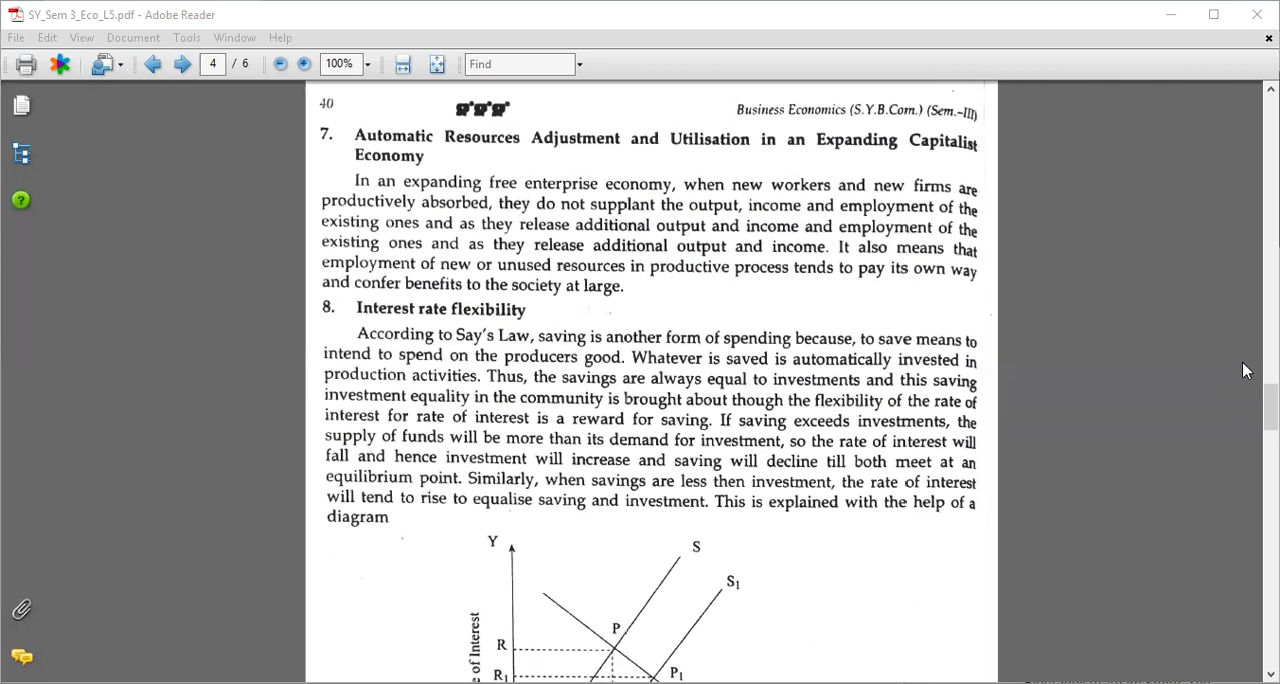 SY_Sem 3_Eco_L5.pdf - Adobe Reader
File Edit View Document Tools Window Help
4 / 6 100% Find
40 Business Economics (S.Y.B.Com.) (Sem.-III)
7. Automatic Resources Adjustment and Utilisation in an Expanding Capitalist
Economy
In an expanding free enterprise economy, when new workers and new firms are
productively absorbed, they do not supplant the output, income and employment of the
existing ones and as they release additional output and income and employment of the
existing ones and as they release additional output and income. It also means that
employment of new or unused resources in productive process tends to pay its own way
and confer benefits to the society at large.
8. Interest rate flexibility
According to Say's Law, saving is another form of spending because, to save means to
intend to spend on the producers good. Whatever is saved is automatically invested in
production activities. Thus, the savings are always equal to investments and this saving
investment equality in the community is brought about though the flexibility of the rate of
interest for rate of interest is a reward for saving. If saving exceeds investments, the
supply of funds will be more than its demand for investment, so the rate of interest will
fall and hence investment will increase and saving will decline till both meet at an
equilibrium point. Similarly, when savings are less then investment, the rate of interest
will tend to rise to equalise saving and investment. This is explained with the help of a
diagram
Y
S
S1
P
R
R1
P1
of Interest